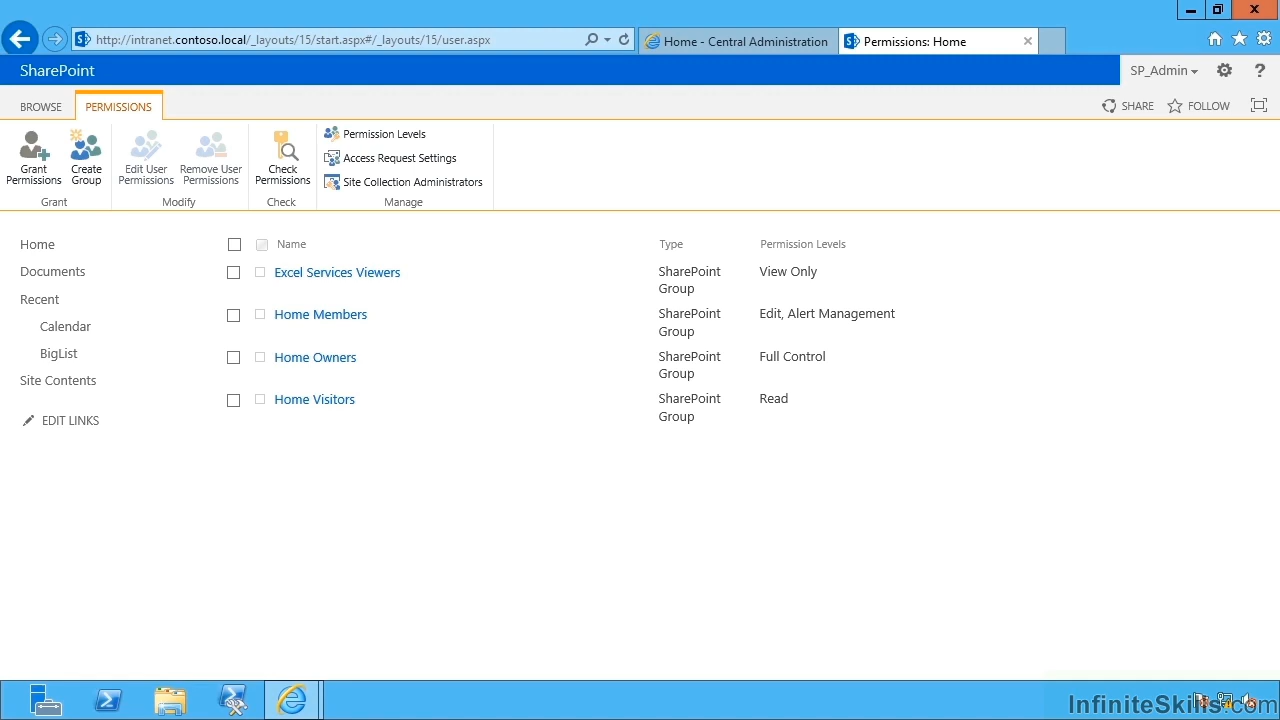 http://intranet.contoso.local/_layouts/15/start.aspx#/_layouts/15/user.aspx
Home - Central Administration
Permissions: Home
SharePoint
SP_Admin
?
BROWSE
PERMISSIONS
SHARE
FOLLOW
Grant
Permissions
Create
Group
Edit User
Permissions
Remove User
Permissions
Check
Permissions
Permission Levels
Access Request Settings
Site Collection Administrators
Grant
Modify
Check
Manage
Home
Documents
Recent
Calendar
BigList
Site Contents
EDIT LINKS
Name
Type
Permission Levels
Excel Services Viewers
SharePoint
Group
View Only
Home Members
SharePoint
Group
Edit, Alert Management
Home Owners
SharePoint
Group
Full Control
Home Visitors
SharePoint
Group
Read
InfiniteSkills.com